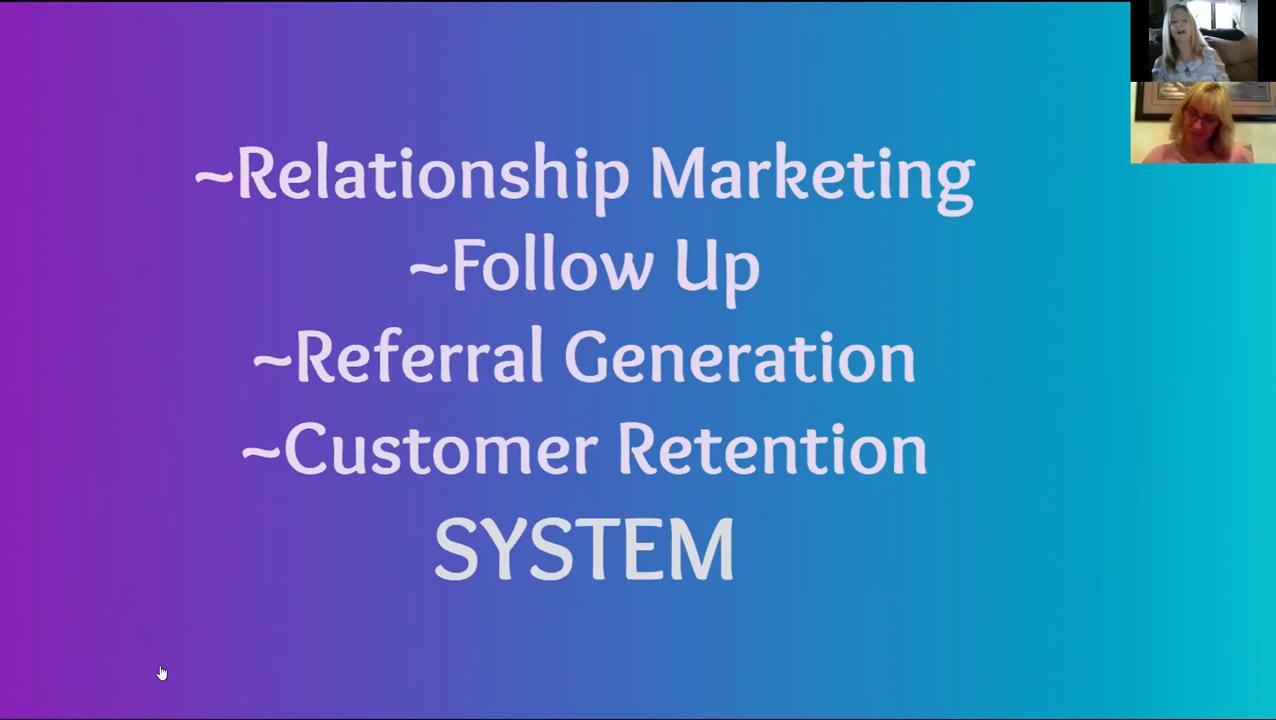 ~Relationship Marketing
~Follow Up
~Referral Generation
~Customer Retention
SYSTEM